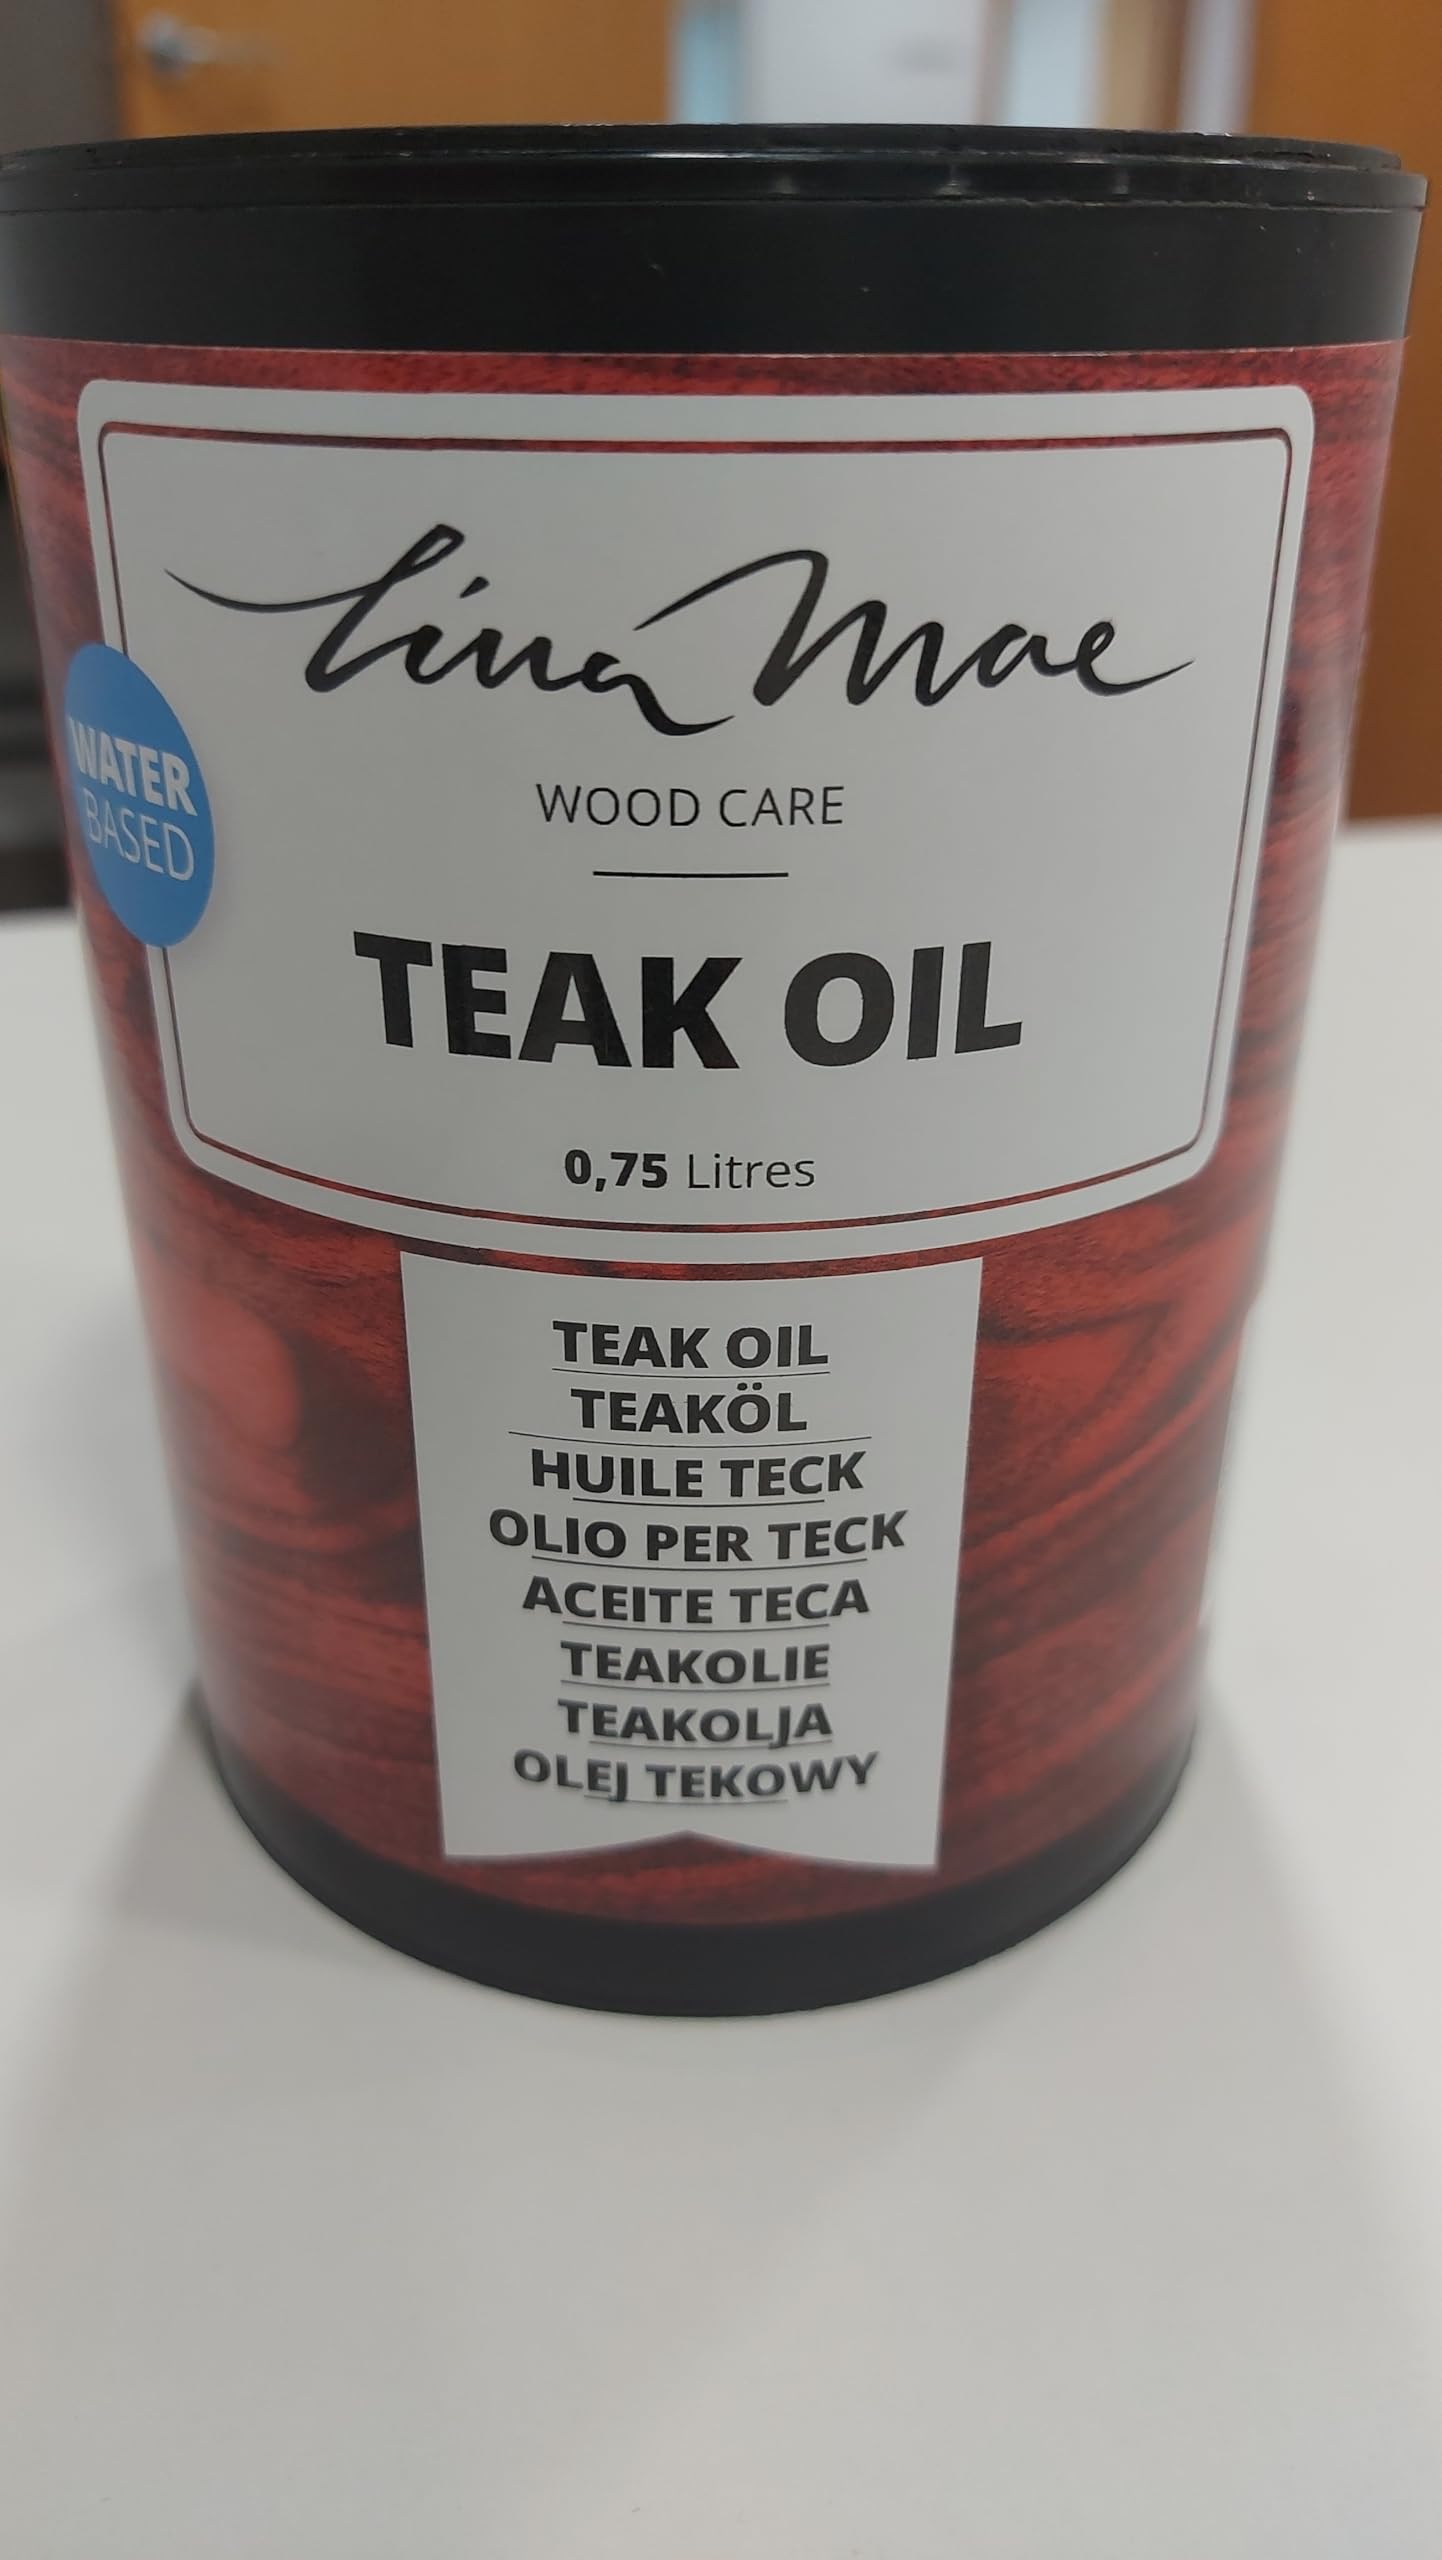 Lina Mae
WOOD CARE
WATER
BASED
TEAK OIL
0,75 Litres
TEAK OIL
TEAKÖL
HUILE TECK
OLIO PER TECK
ACEITE TECA
TEAKOLIE
TEAKOLJA
OLEJ TEKOWY